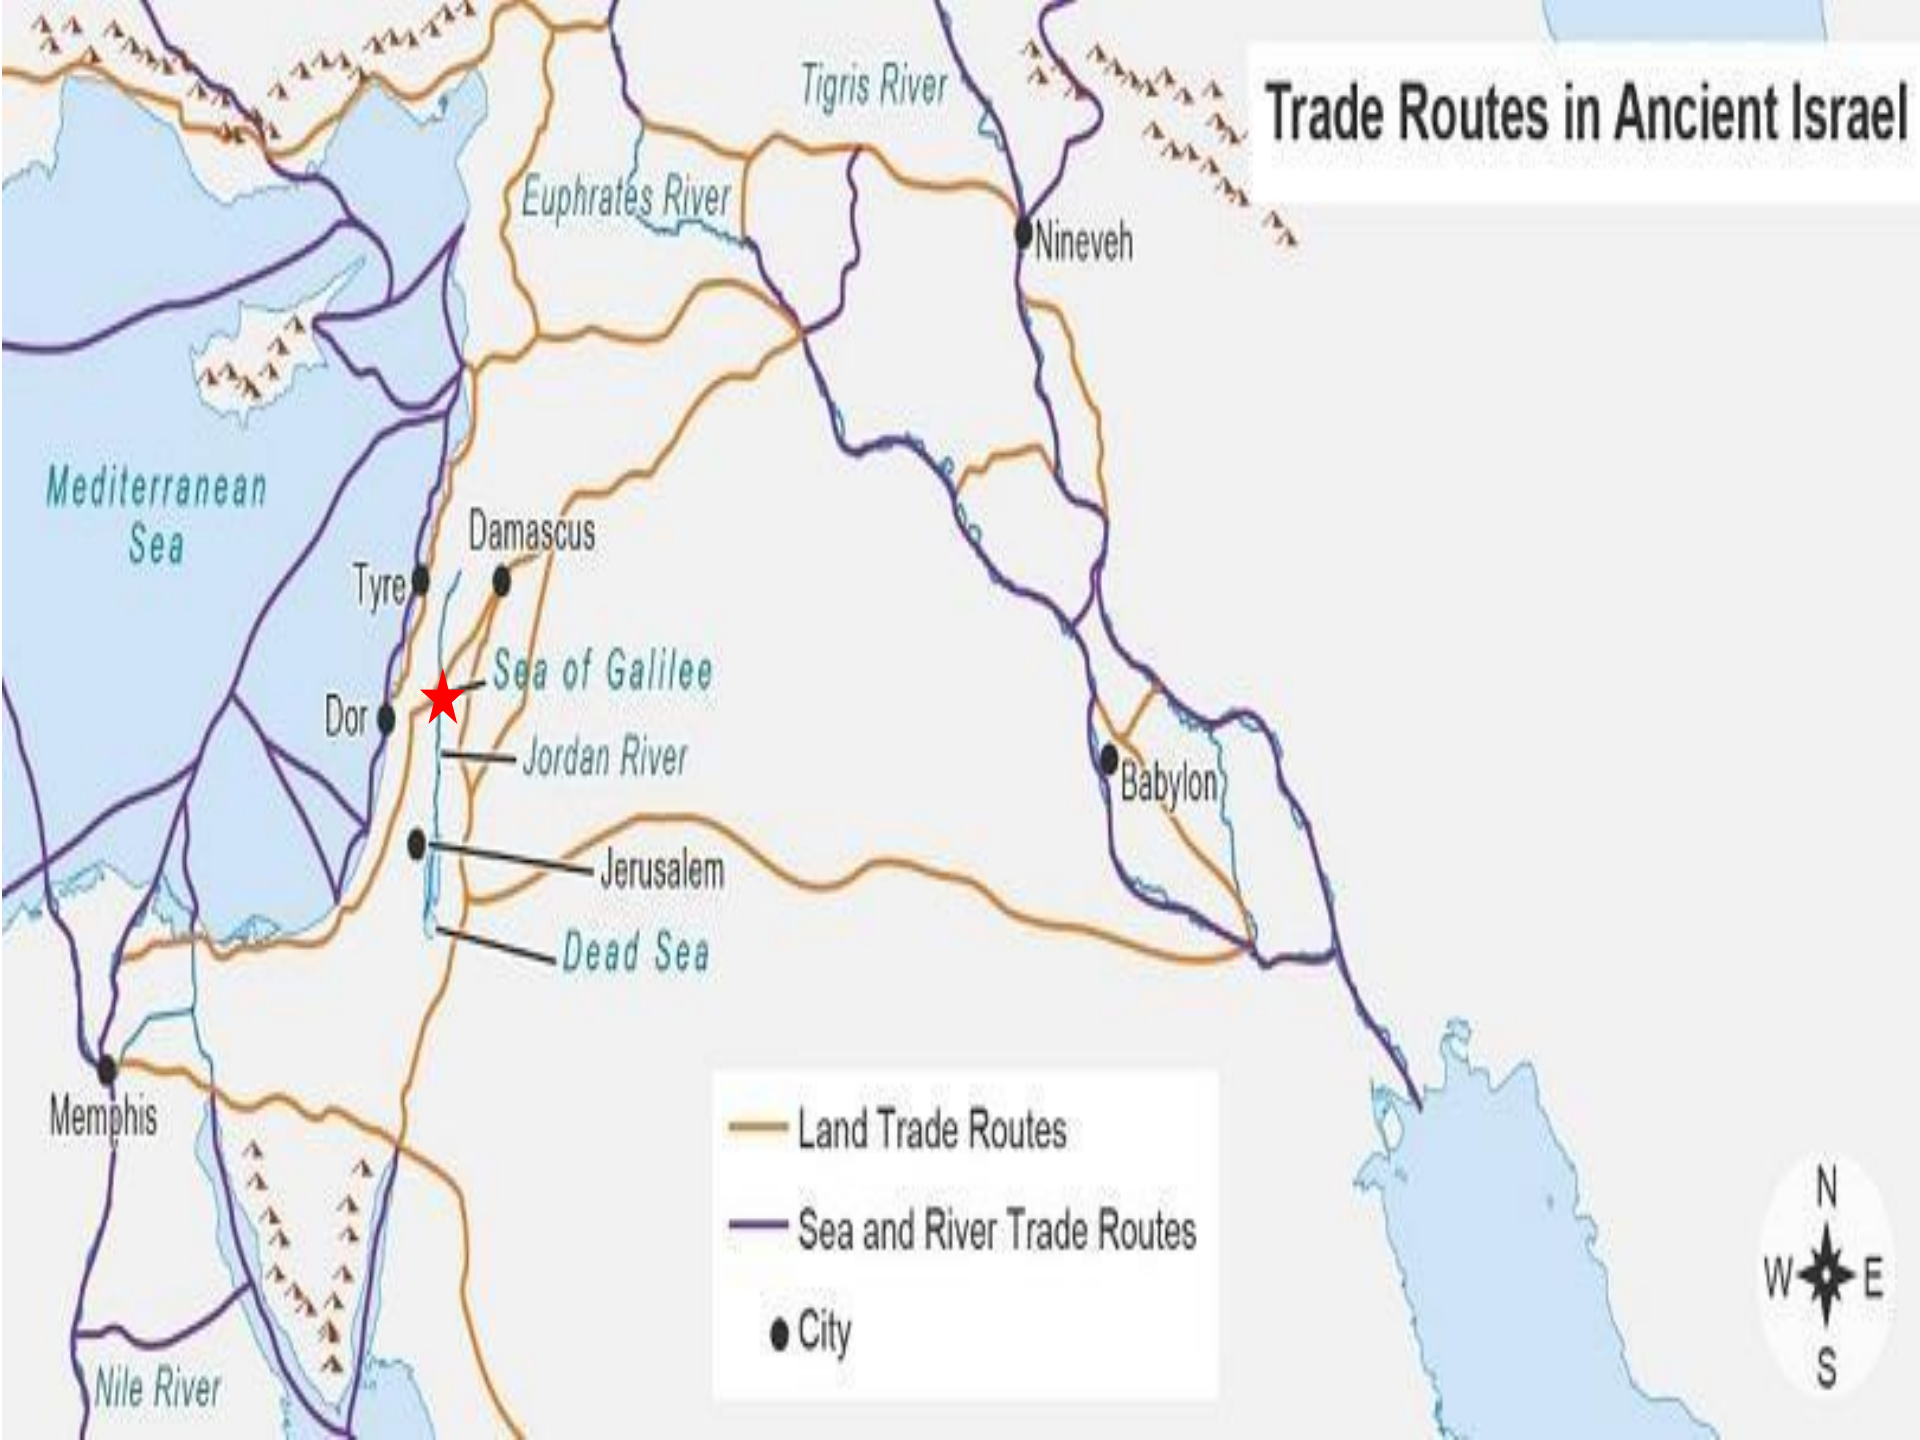 Trade Routes in Ancient Israel
Tigris River
Euphrates River
Nineveh
Mediterranean
Sea
Damascus
Tyre
Sea of Galilee
Dor
Jordan River
Babylon
Jerusalem
Dead Sea
Memphis
Nile River
Land Trade Routes
Sea and River Trade Routes
City
N
W E
S